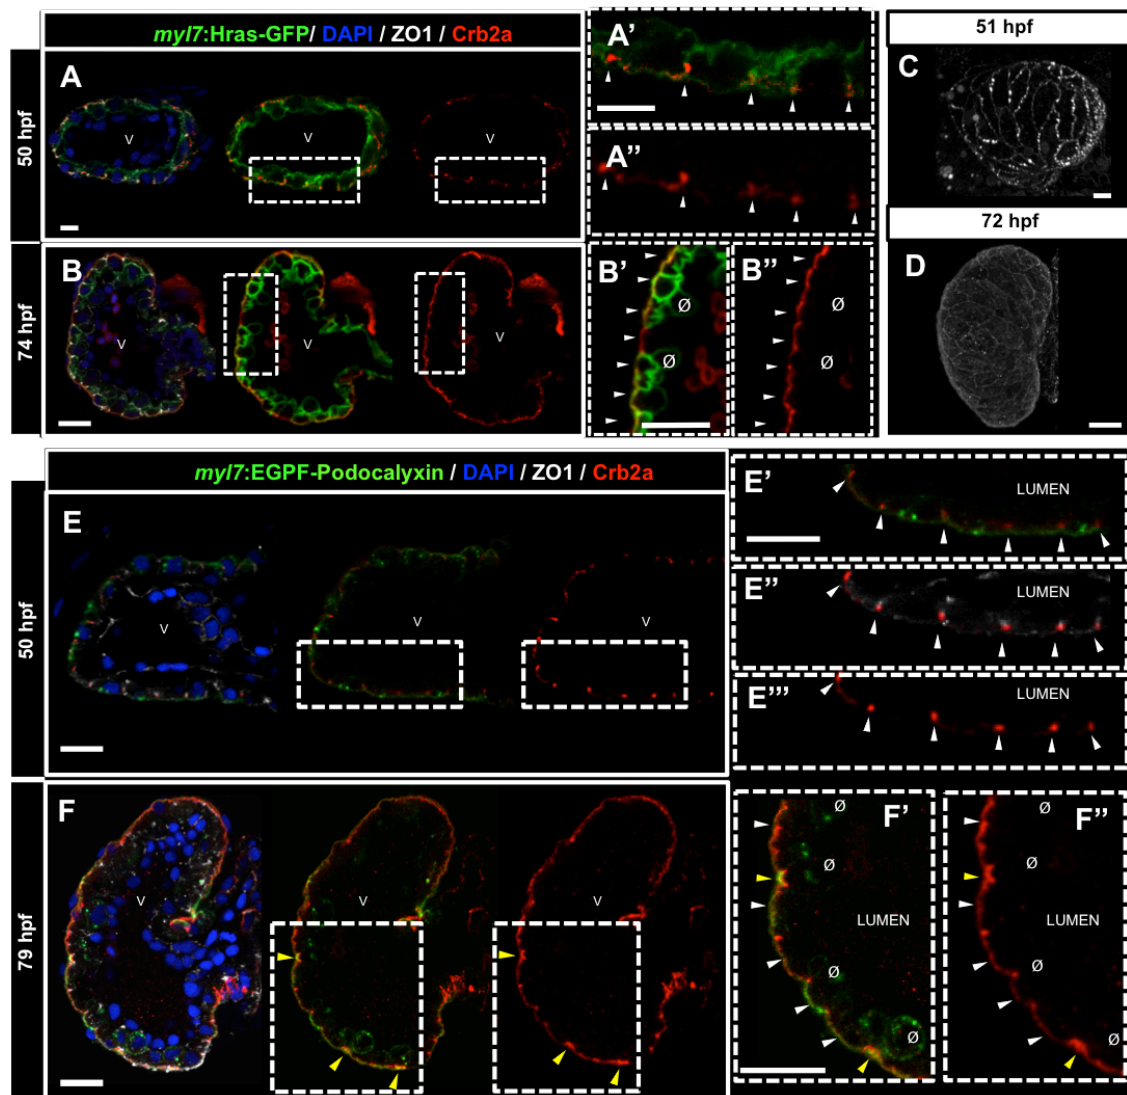 myl7:Hras-GFP/ DAPI / ZO1 / Crb2a
50 hpf
A
V
V
V
A’
A’’
51 hpf
C
74 hpf
B
V
V
V
B’
Ø
Ø
B’’
Ø
Ø
72 hpf
D
myl7:EGPF-Podocalyxin / DAPI / ZO1 / Crb2a
50 hpf
E
V
V
V
E’
LUMEN
E’’
LUMEN
E’’’
LUMEN
79 hpf
F
V
V
V
F’
Ø
Ø
LUMEN
Ø
Ø
F’’
Ø
Ø
LUMEN
Ø
Ø